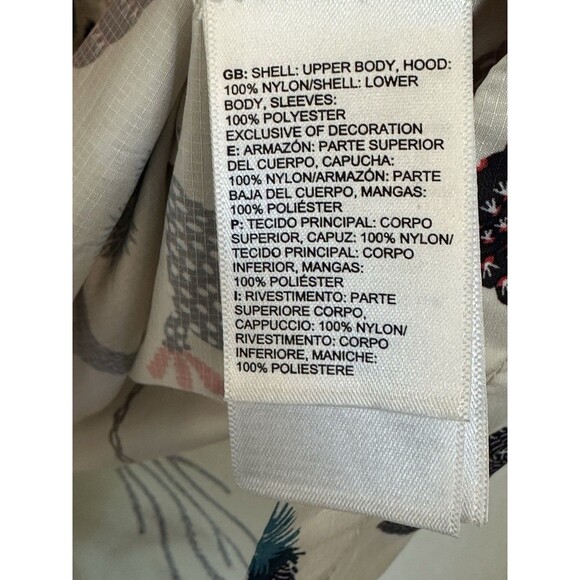 GB: SHELL: UPPER BODY, HOOD:
100% NYLON/SHELL: LOWER
BODY, SLEEVES:
100% POLYESTER
EXCLUSIVE OF DECORATION
E: ARMAZÓN: PARTE SUPERIOR
DEL CUERPO, CAPUCHA:
100% NYLON/ARMAZÓN: PARTE
BAJA DEL CUERPO, MANGAS:
100% POLIÉSTER
P: TECIDO PRINCIPAL: CORPO
SUPERIOR, CAPUZ: 100% NYLON/
TECIDO PRINCIPAL: CORPO
INFERIOR, MANGAS:
100% POLIÉSTER
I: RIVESTIMENTO: PARTE
SUPERIORE CORPO,
CAPPUCCIO: 100% NYLON/
RIVESTIMENTO: CORPO
INFERIORE, MANICHE:
100% POLIESTERE